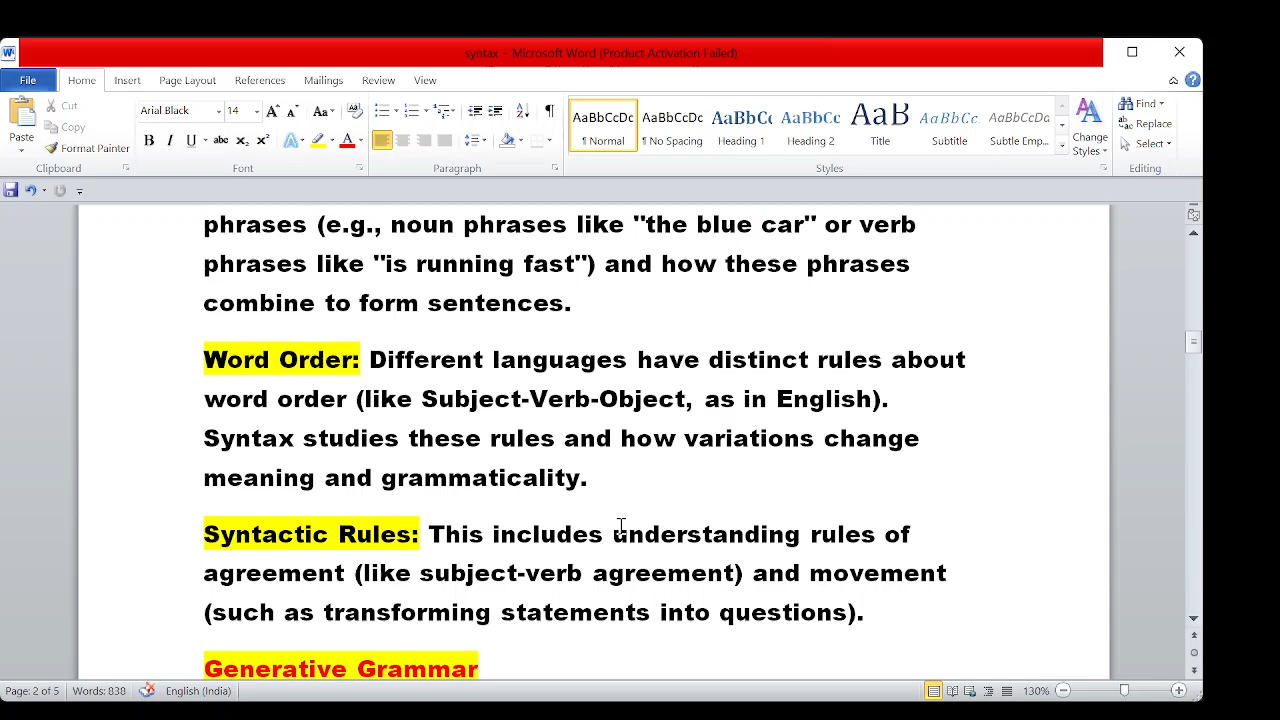 syntax - Microsoft Word (Product Activation Failed)
File Home Insert Page Layout References Mailings Review View
Cut
Copy
Format Painter
Paste
Clipboard
Arial Black 14
Font
Paragraph
AaBbCcDc AaBbCcDc AaBbC AaBbCc AaB AaBbCc. AaBbCcDc
¶ Normal ¶ No Spacing Heading 1 Heading 2 Title Subtitle Subtle Emp...
Change
Styles
Styles
Find
Replace
Select
Editing
phrases (e.g., noun phrases like "the blue car" or verb
phrases like "is running fast") and how these phrases
combine to form sentences.
Word Order: Different languages have distinct rules about
word order (like Subject-Verb-Object, as in English).
Syntax studies these rules and how variations change
meaning and grammaticality.
Syntactic Rules: This includes understanding rules of
agreement (like subject-verb agreement) and movement
(such as transforming statements into questions).
Generative Grammar
Page: 2 of 5 Words: 838 English (India) 130%